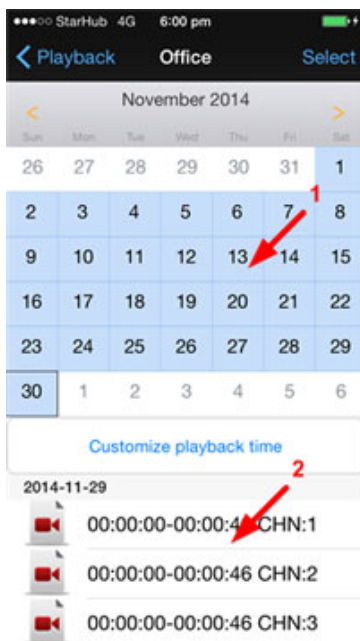 StarHub 4G 6:00 pm
Playback Office Select
November 2014
Sun Mon Tue Wed Thu Fri Sat
26 27 28 29 30 31 1
2 3 4 5 6 7 8
9 10 11 12 13 14 15
16 17 18 19 20 21 22
23 24 25 26 27 28 29
30 1 2 3 4 5 6
1
Customize playback time
2
2014-11-29
CHN:1
00:00:00-00:00:46 CHN:2
00:00:00-00:00:46 CHN:3